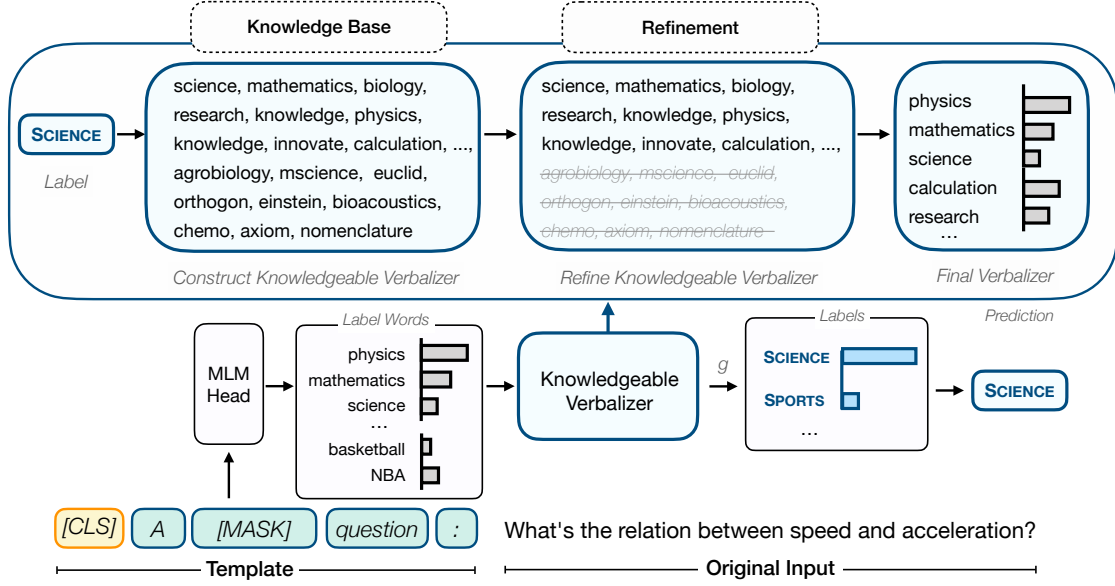 Knowledge Base
Refinement
SCIENCE
Label
science, mathematics, biology,
research, knowledge, physics,
knowledge, innovate, calculation, ...,
agrobiology, mscience, euclid,
orthogon, einstein, bioacoustics,
chemo, axiom, nomenclature
Construct Knowledgeable Verbalizer
science, mathematics, biology,
research, knowledge, physics,
knowledge, innovate, calculation, ...,
agrobiology, mscience, euclid,
orthogon, einstein, bioacoustics,
chemo, axiom, nomenclature
Refine Knowledgeable Verbalizer
physics
mathematics
science
calculation
research
...
Final Verbalizer
MLM
Head
Label Words
physics
mathematics
science
...
basketball
NBA
Knowledgeable
Verbalizer
g
Labels
SCIENCE
SPORTS
...
Prediction
SCIENCE
[CLS] A [MASK] question :
What's the relation between speed and acceleration?
Template
Original Input